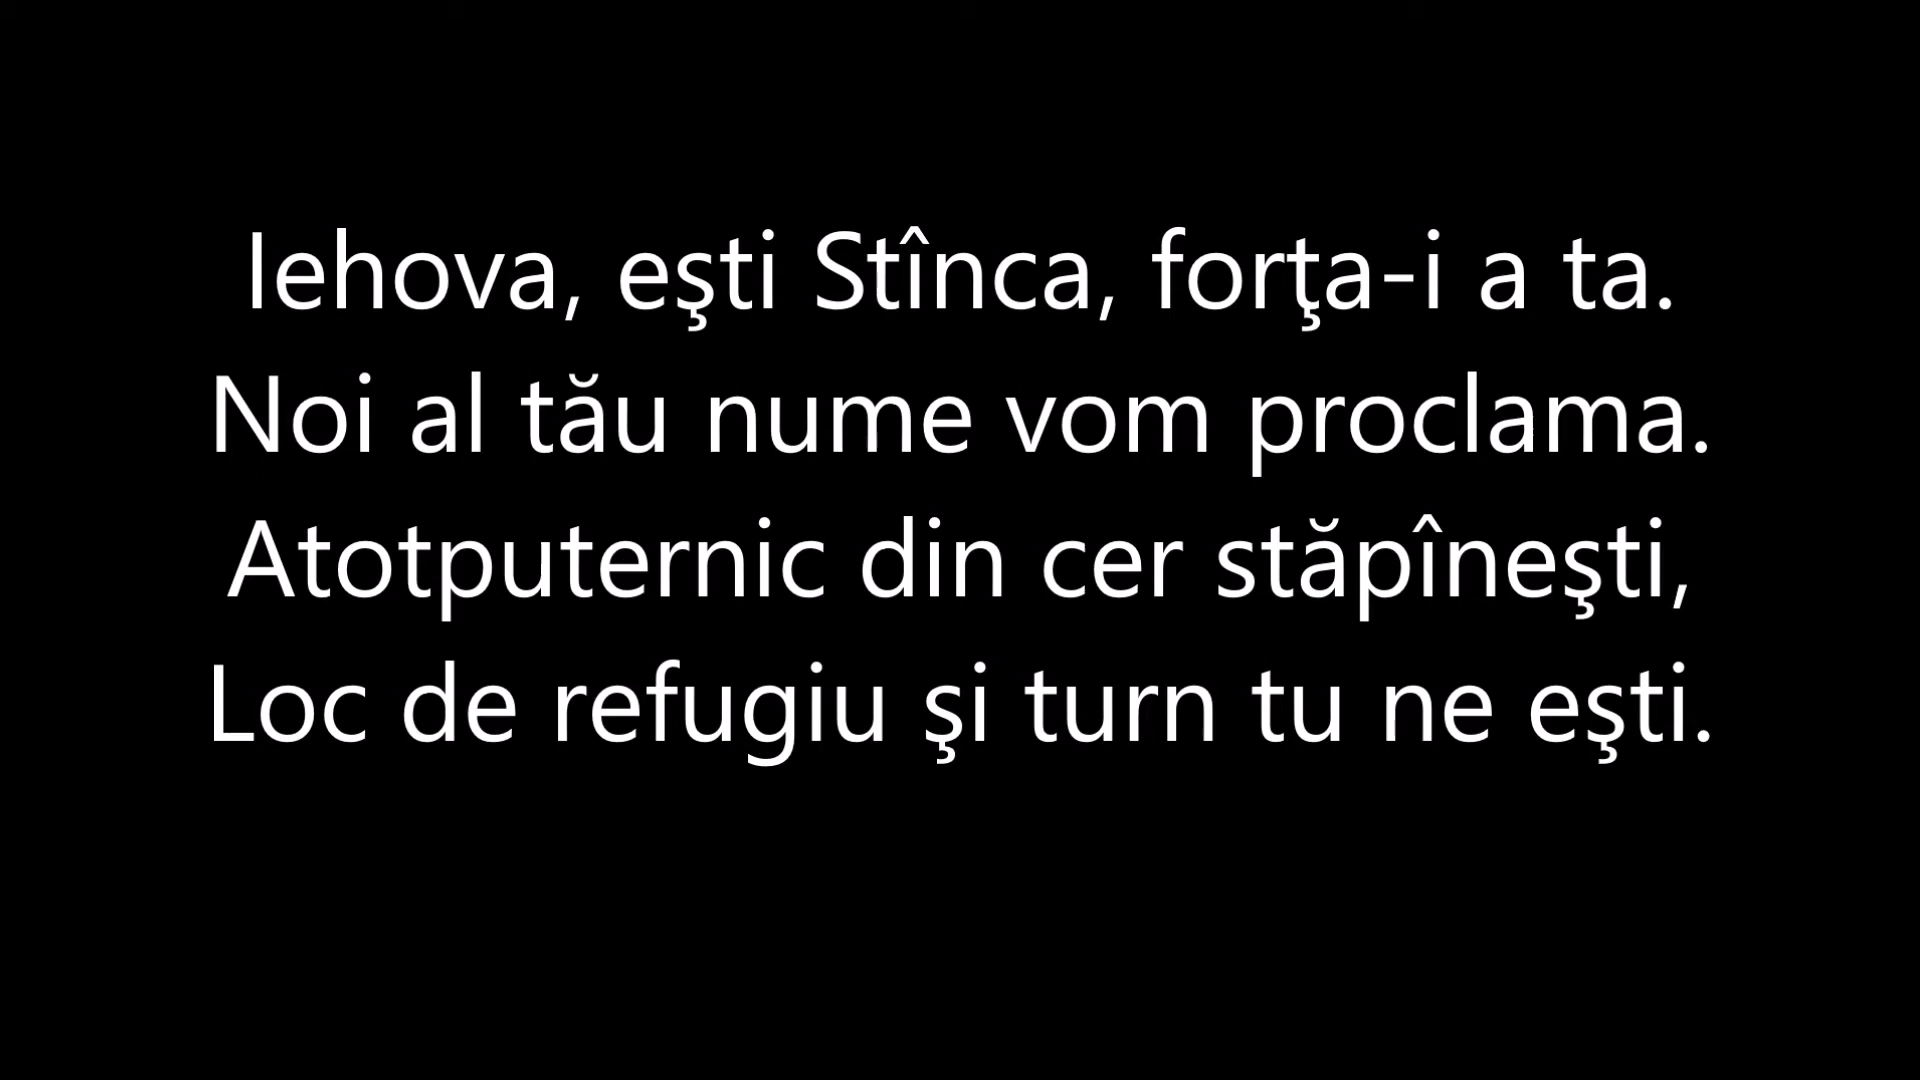 Iehova, eşti Stînca, forţa-i a ta.
Noi al tău nume vom proclama.
Atotputernic din cer stăpîneşti,
Loc de refugiu şi turn tu ne eşti.